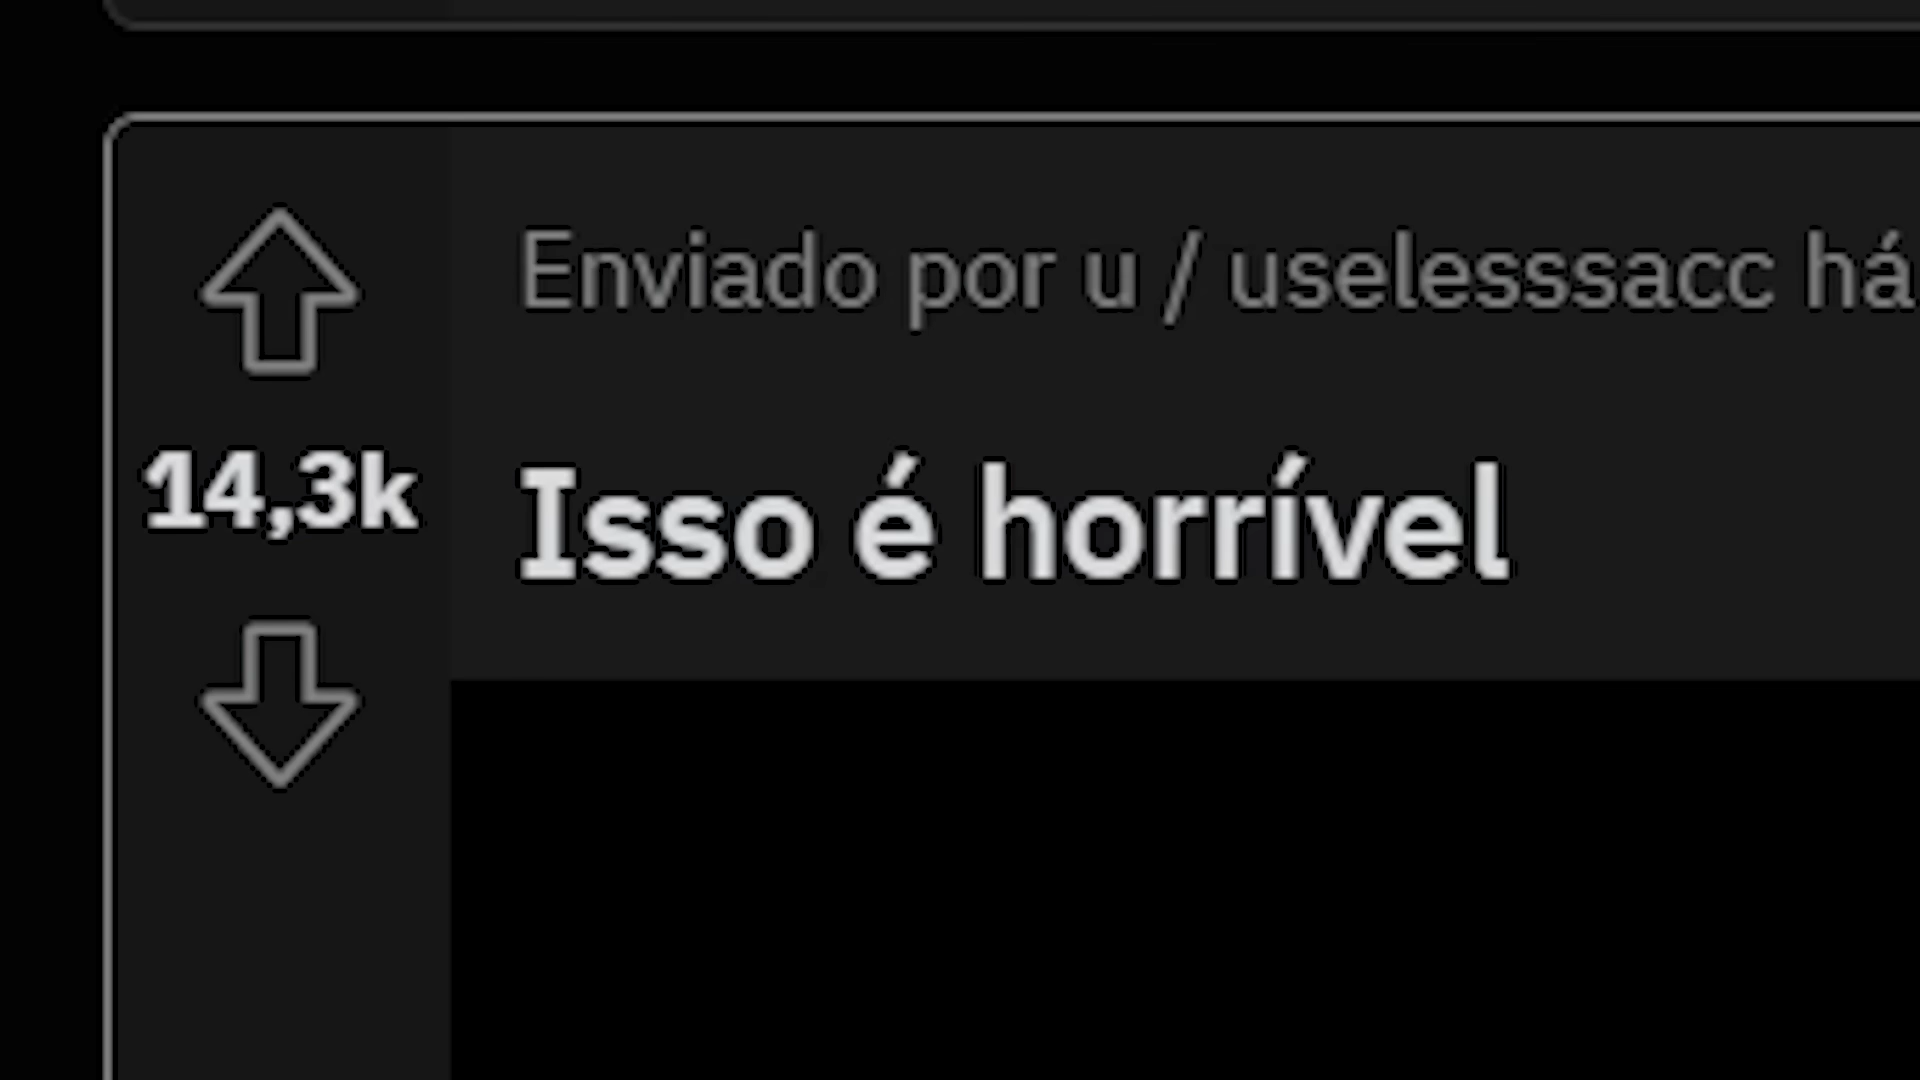 Enviado por u / uselesssacc há
14,3k
Isso é horrível